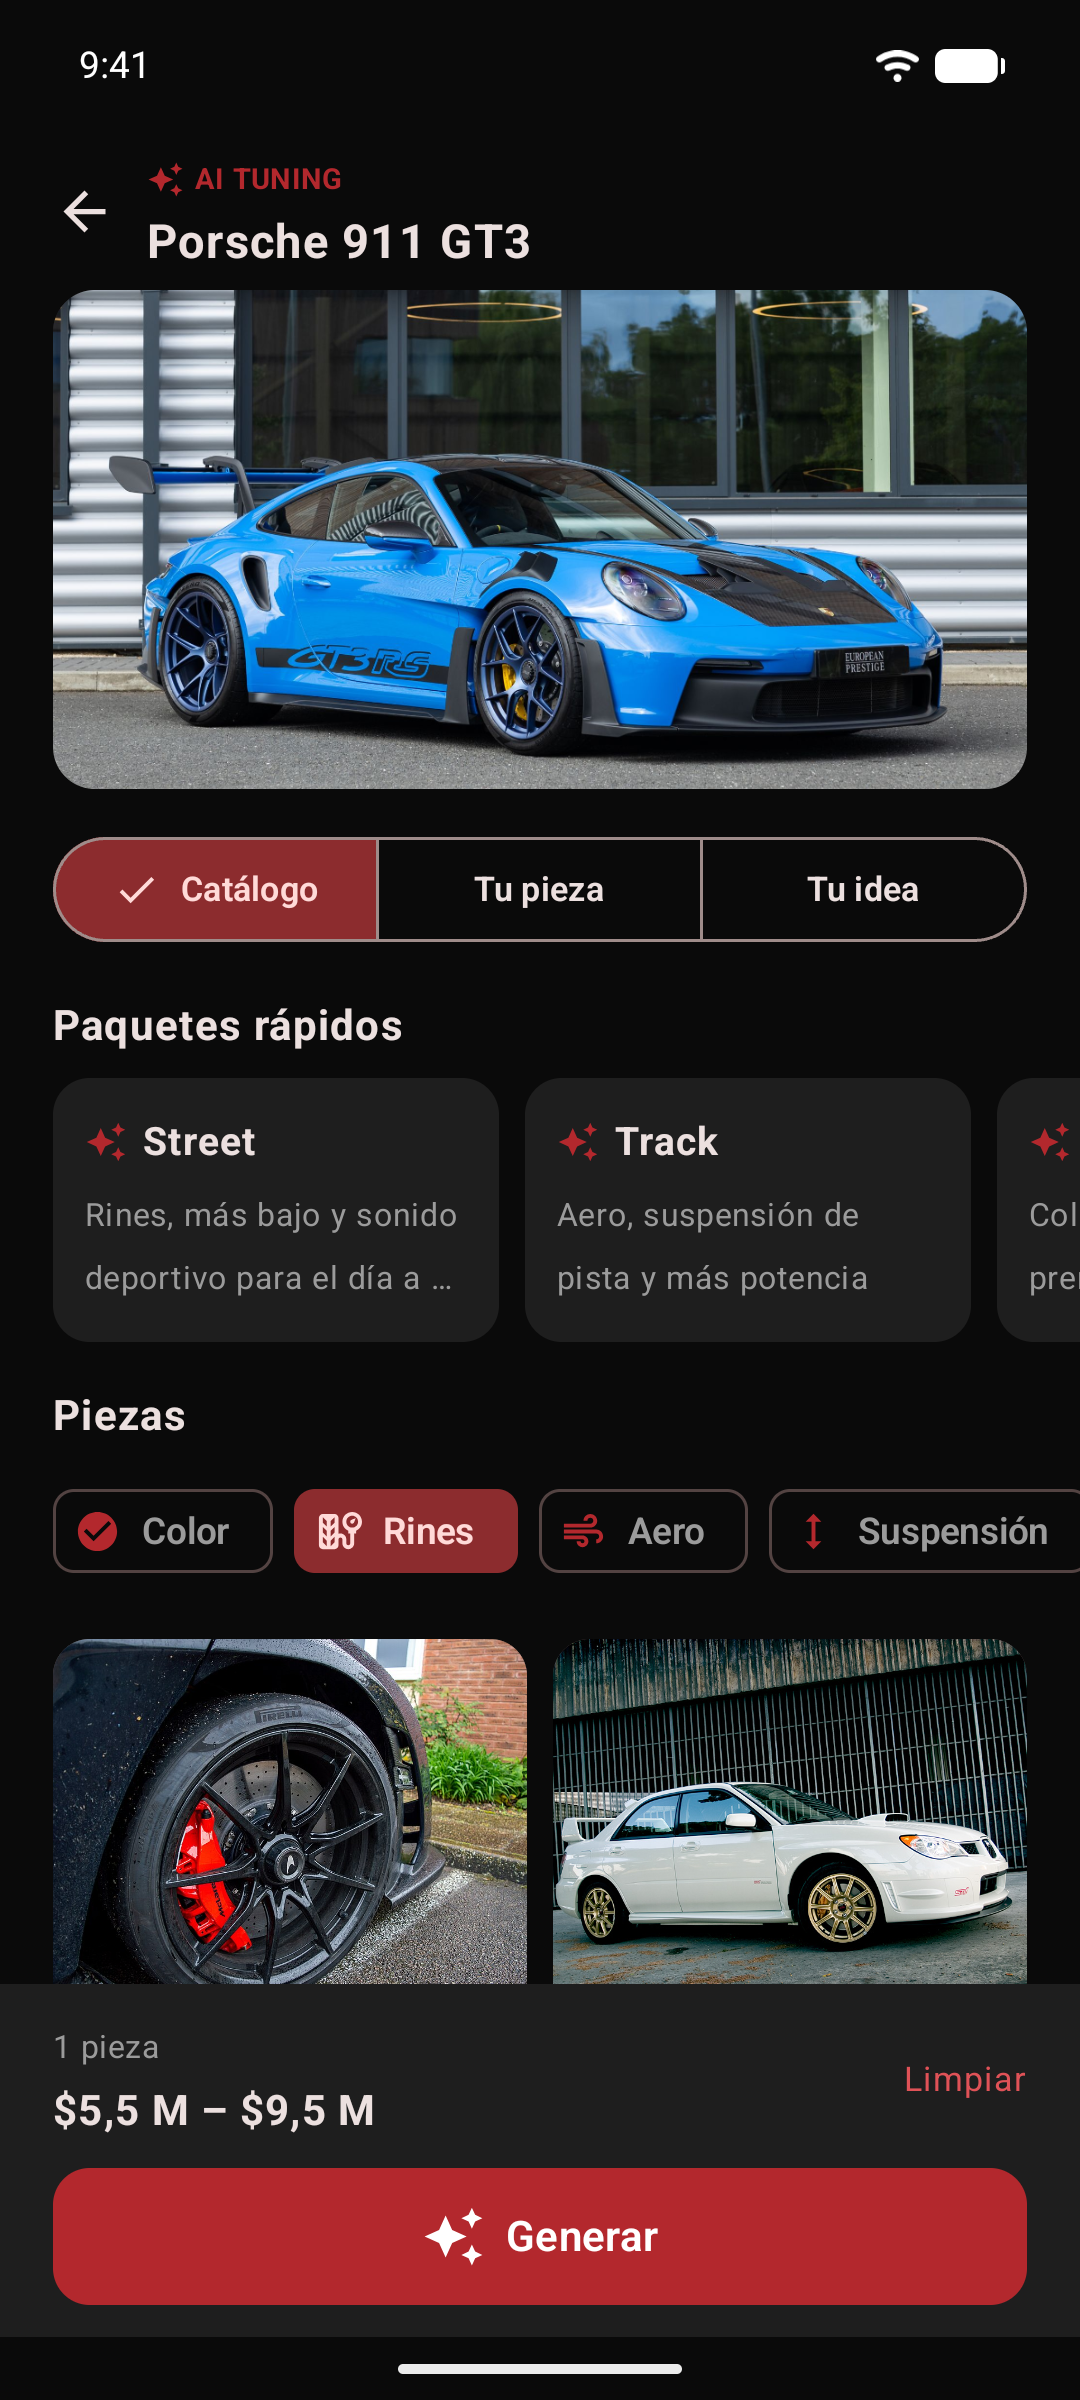 9:41
AI TUNING
Porsche 911 GT3
GT3 RS
EUROPEAN
PRESTIGE
Catálogo
Tu pieza
Tu idea
Paquetes rápidos
Street
Rines, más bajo y sonido
deportivo para el día a ...
Track
Aero, suspensión de
pista y más potencia
Col
pre
Piezas
Color
Rines
Aero
Suspensión
PIRELLI
1 pieza
$5,5 M – $9,5 M
Limpiar
Generar